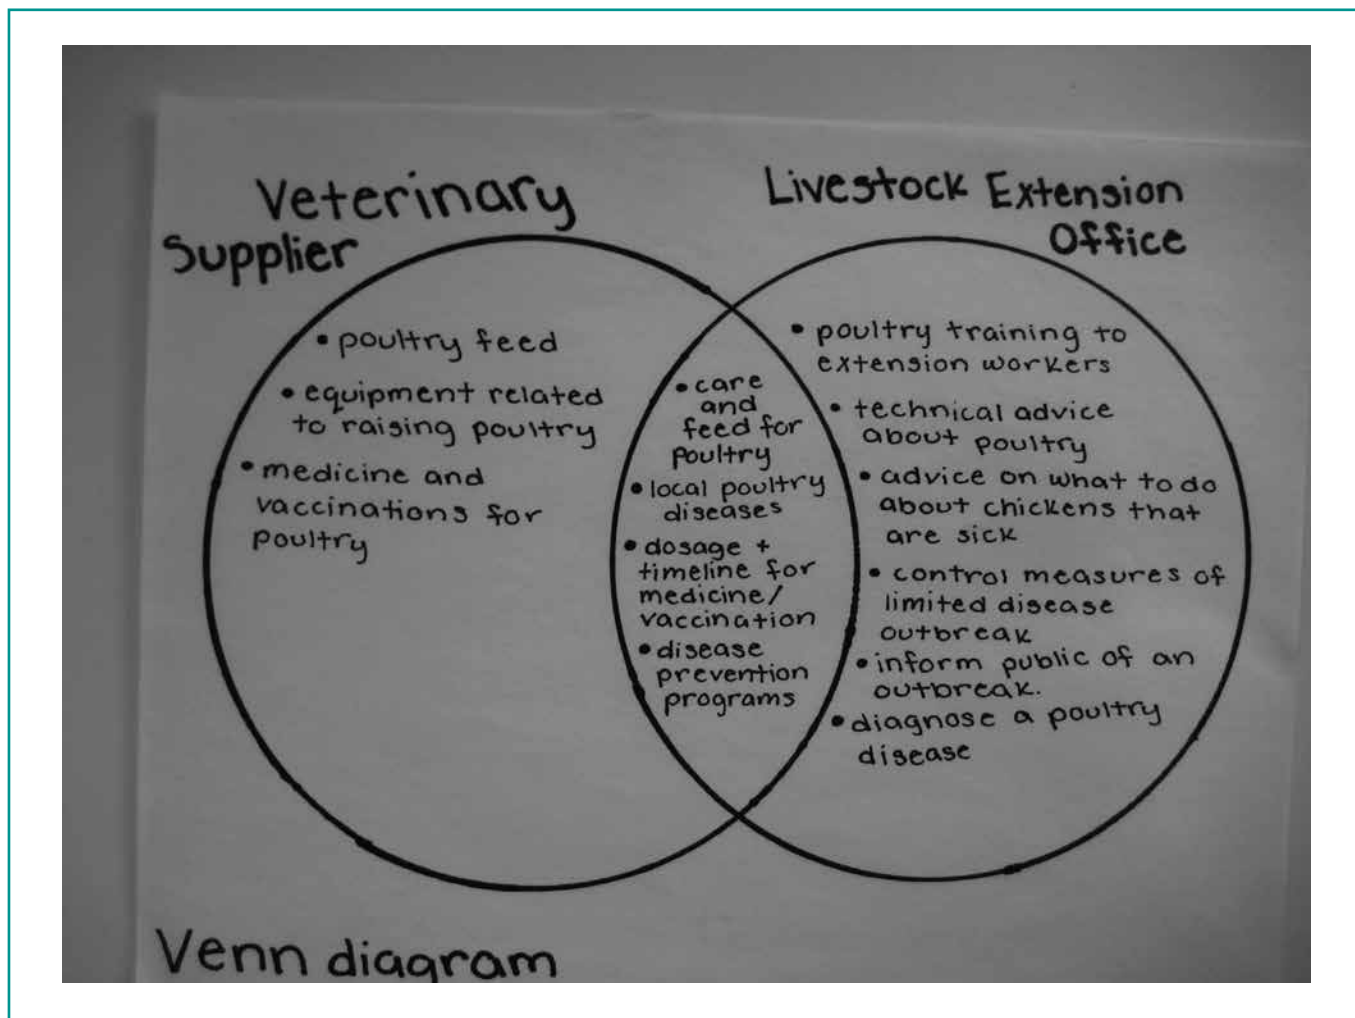 Veterinary
Supplier
Livestock Extension
Office
• poultry feed
• equipment related
to raising poultry
• medicine and
vaccinations for
poultry
• care
and
feed for
poultry
• local poultry
diseases
• dosage +
timeline for
medicine/
vaccination
• disease
prevention
programs
• poultry training to
extension workers
• technical advice
about poultry
• advice on what to do
about chickens that
are sick
• control measures of
limited disease
outbreak
• inform public of an
outbreak.
• diagnose a poultry
disease
Venn diagram